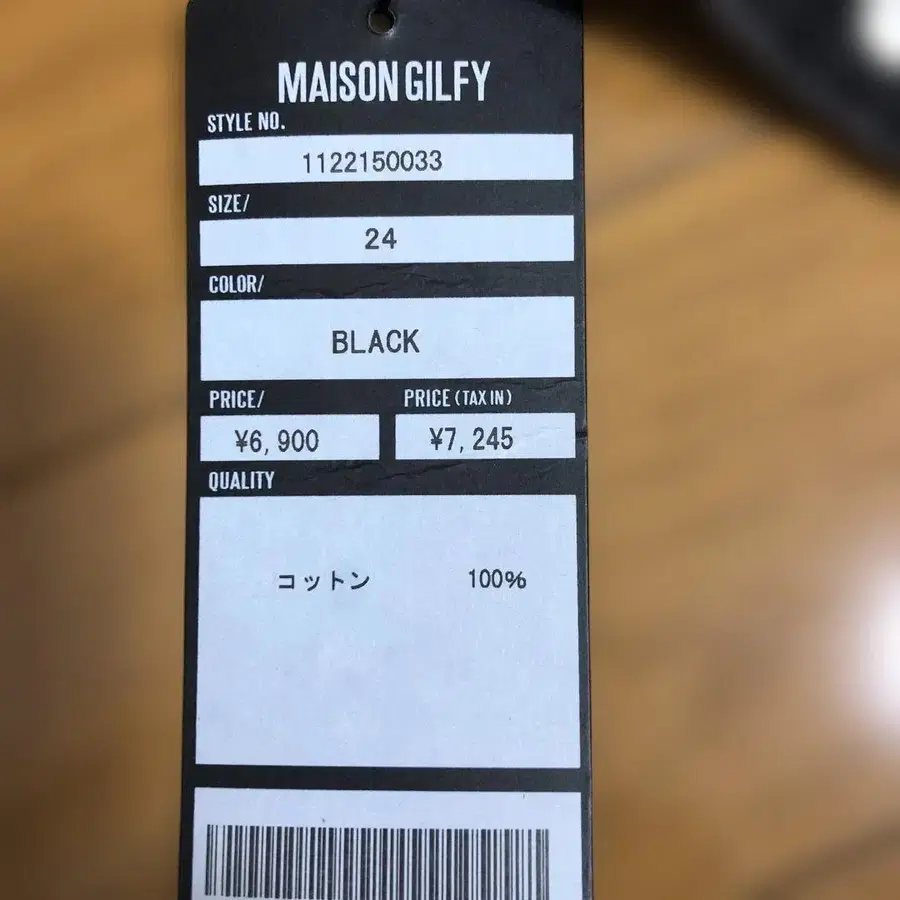 MAISON GILFY
STYLE NO.
1122150033
SIZE/
24
COLOR/
BLACK
PRICE/ PRICE (TAX IN)
¥6,900 ¥7,245
QUALITY
コットン 100%